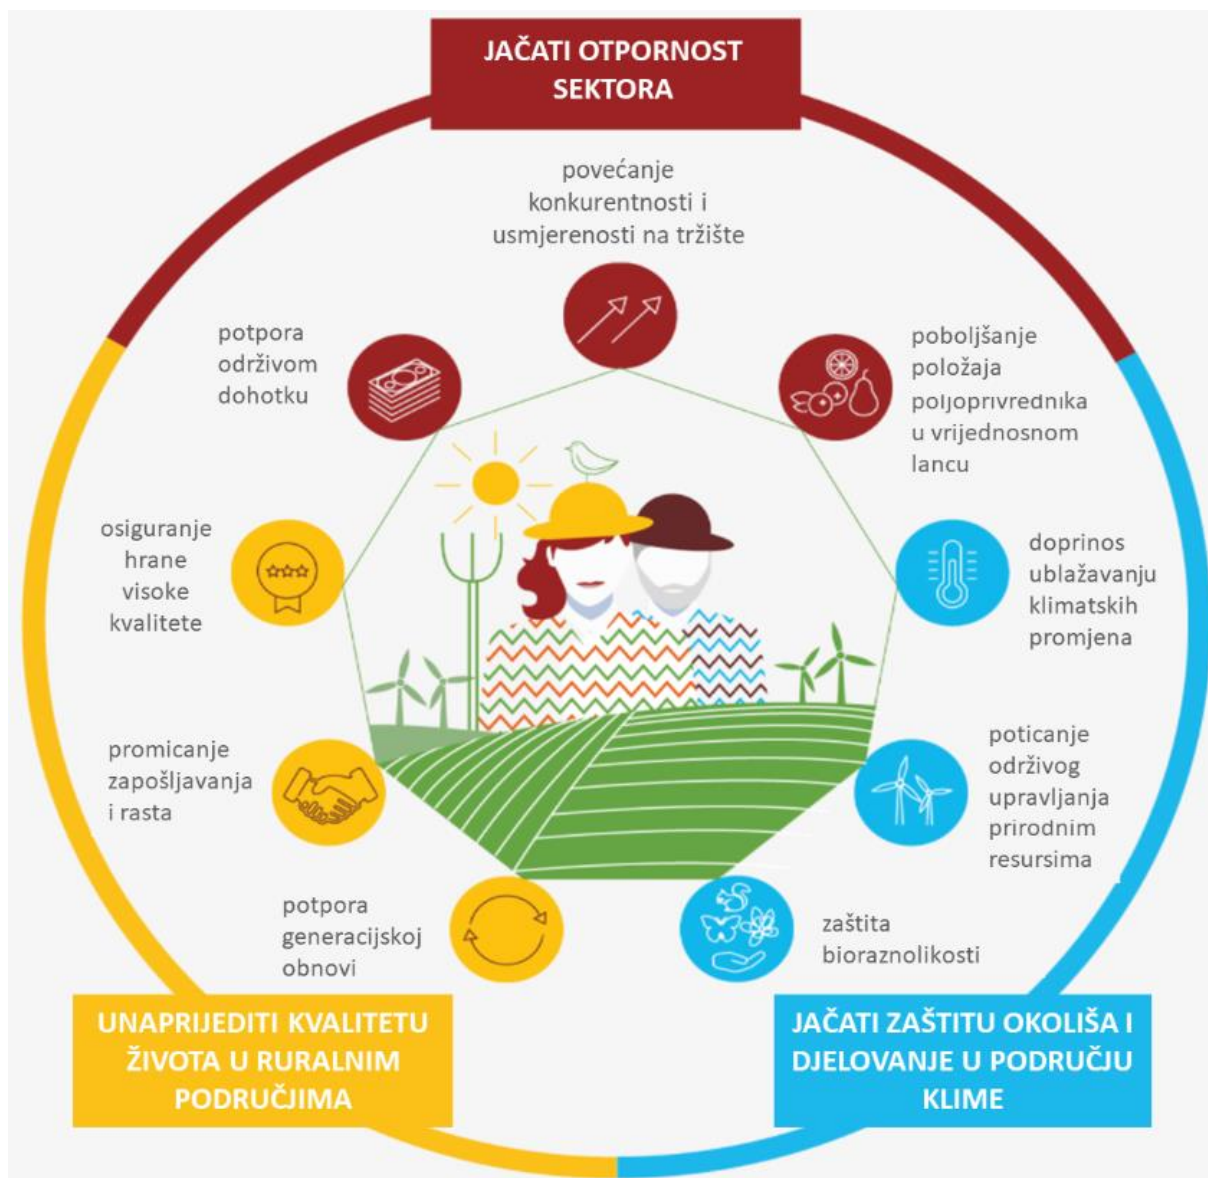 JAČATI OTPORNOST
SEKTORA
povećanje
konkurentnosti i
usmjerenosti na tržište
potpora
održivom
dohotku
poboljšanje
položaja
poljoprivrednika
u vrijednosnom
lancu
osiguranje
hrane
visoke
kvalitete
doprinos
ublažavanju
klimatskih
promjena
promicanje
zapošljavanja
i rasta
poticanje
održivog
upravljanja
prirodnim
resursima
potpora
generacijskoj
obnovi
zaštita
bioraznolikosti
UNAPRIJEDITI KVALITETU
ŽIVOTA U RURALNIM
PODRUČJIMA
JAČATI ZAŠTITU OKOLIŠA I
DJELOVANJE U PODRUČJU
KLIME